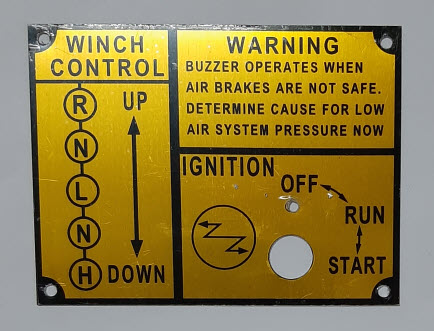 WINCH
CONTROL
R
N
L
N
H
UP
DOWN
WARNING
BUZZER OPERATES WHEN
AIR BRAKES ARE NOT SAFE.
DETERMINE CAUSE FOR LOW
AIR SYSTEM PRESSURE NOW
IGNITION
OFF
RUN
START